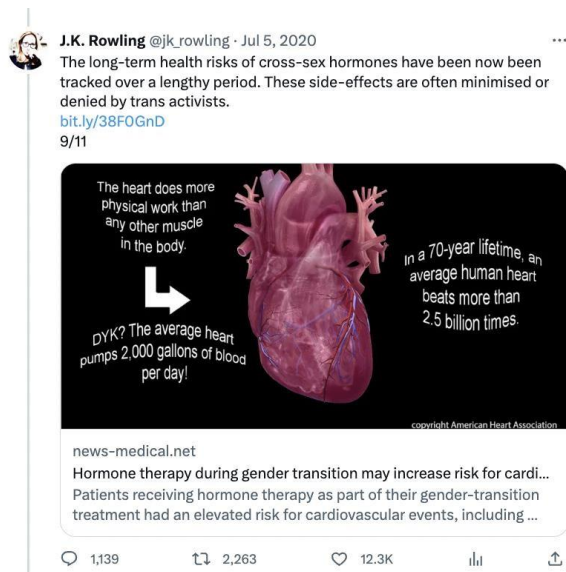 J.K. Rowling @jk_rowling · Jul 5, 2020
The long-term health risks of cross-sex hormones have been now been
tracked over a lengthy period. These side-effects are often minimised or
denied by trans activists.
bit.ly/38F0GnD
9/11
The heart does more
physical work than
any other muscle
in the body.
DYK? The average heart
pumps 2,000 gallons of blood
per day!
In a 70-year lifetime, an
average human heart
beats more than
2.5 billion times.
copyright American Heart Association
news-medical.net
Hormone therapy during gender transition may increase risk for cardi...
Patients receiving hormone therapy as part of their gender-transition
treatment had an elevated risk for cardiovascular events, including ...
1,139 2,263 12.3K